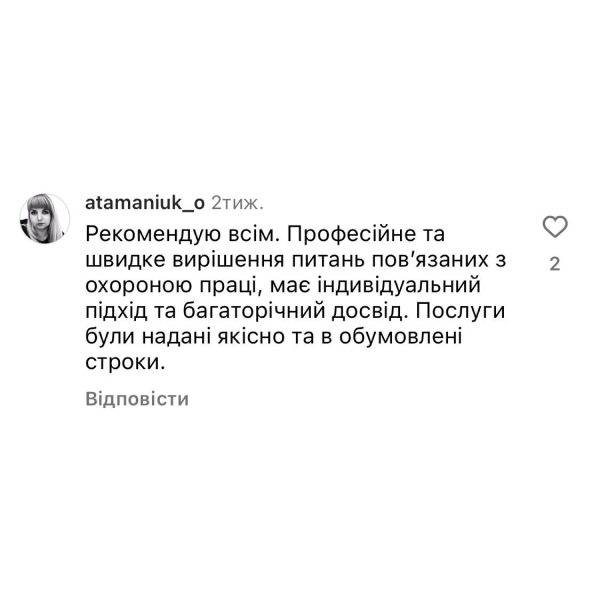 atamaniuk_o 2тиж.
Рекомендую всім. Професійне та
швидке вирішення питань пов’язаних з
охороною праці, має індивідуальний
підхід та багаторічний досвід. Послуги
були надані якісно та в обумовлені
строки.
2
Відповісти